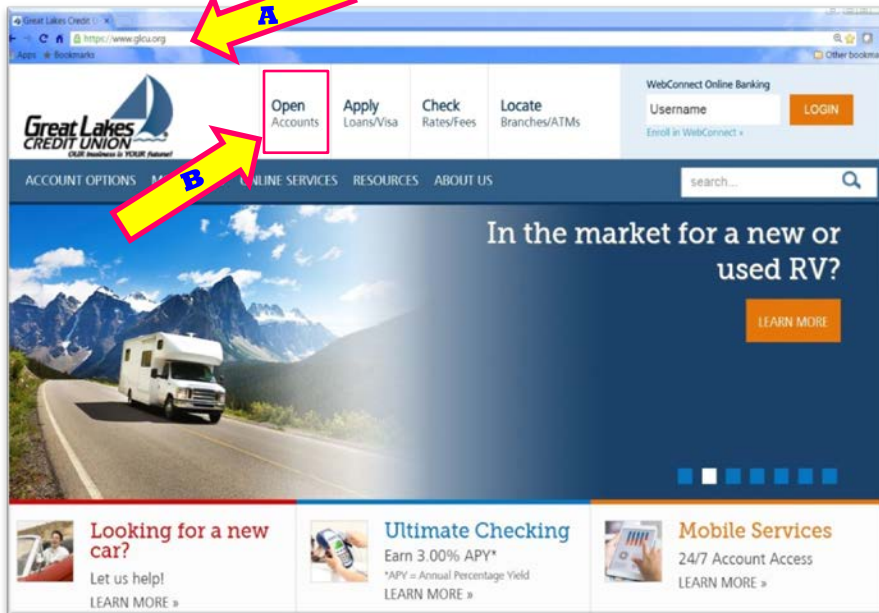 Great Lakes Credit U
A
https://www.glcu.org
Apps Bookmarks Other bookma
Great Lakes
CREDIT UNION
OUR business is YOUR future!
Open
Accounts
Apply
Loans/Visa
Check
Rates/Fees
Locate
Branches/ATMs
WebConnect Online Banking
Username
LOGIN
Enroll in WebConnect »
B
ACCOUNT OPTIONS ONLINE SERVICES RESOURCES ABOUT US
search...
In the market for a new or
used RV?
LEARN MORE
Looking for a new
car?
Let us help!
LEARN MORE »
Ultimate Checking
Earn 3.00% APY*
*APY = Annual Percentage Yield
LEARN MORE »
Mobile Services
24/7 Account Access
LEARN MORE »